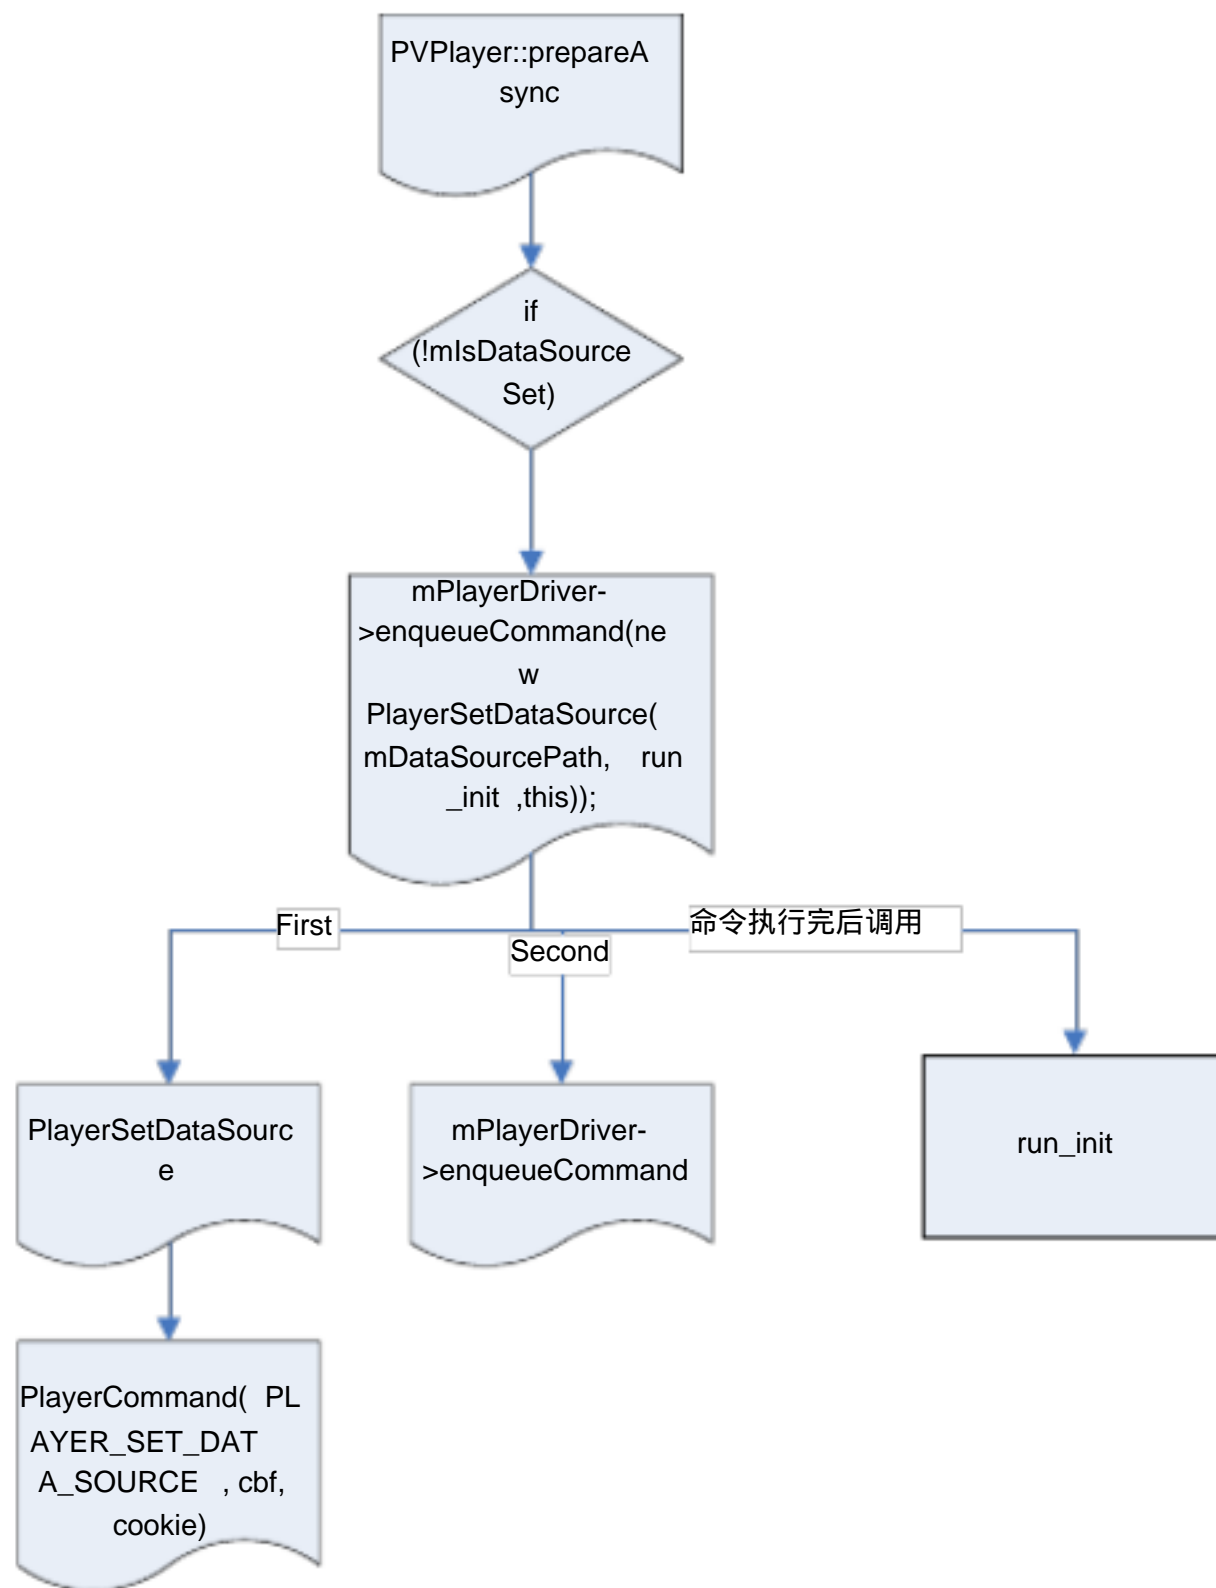 PVPlayer::prepareA
sync
if
(!mIsDataSource
Set)
mPlayerDriver-
>enqueueCommand(ne
w
PlayerSetDataSource(
mDataSourcePath, run
_init ,this));
First
Second
命令执行完后调用
PlayerSetDataSourc
e
mPlayerDriver-
>enqueueCommand
run_init
PlayerCommand( PL
AYER_SET_DAT
A_SOURCE , cbf,
cookie)